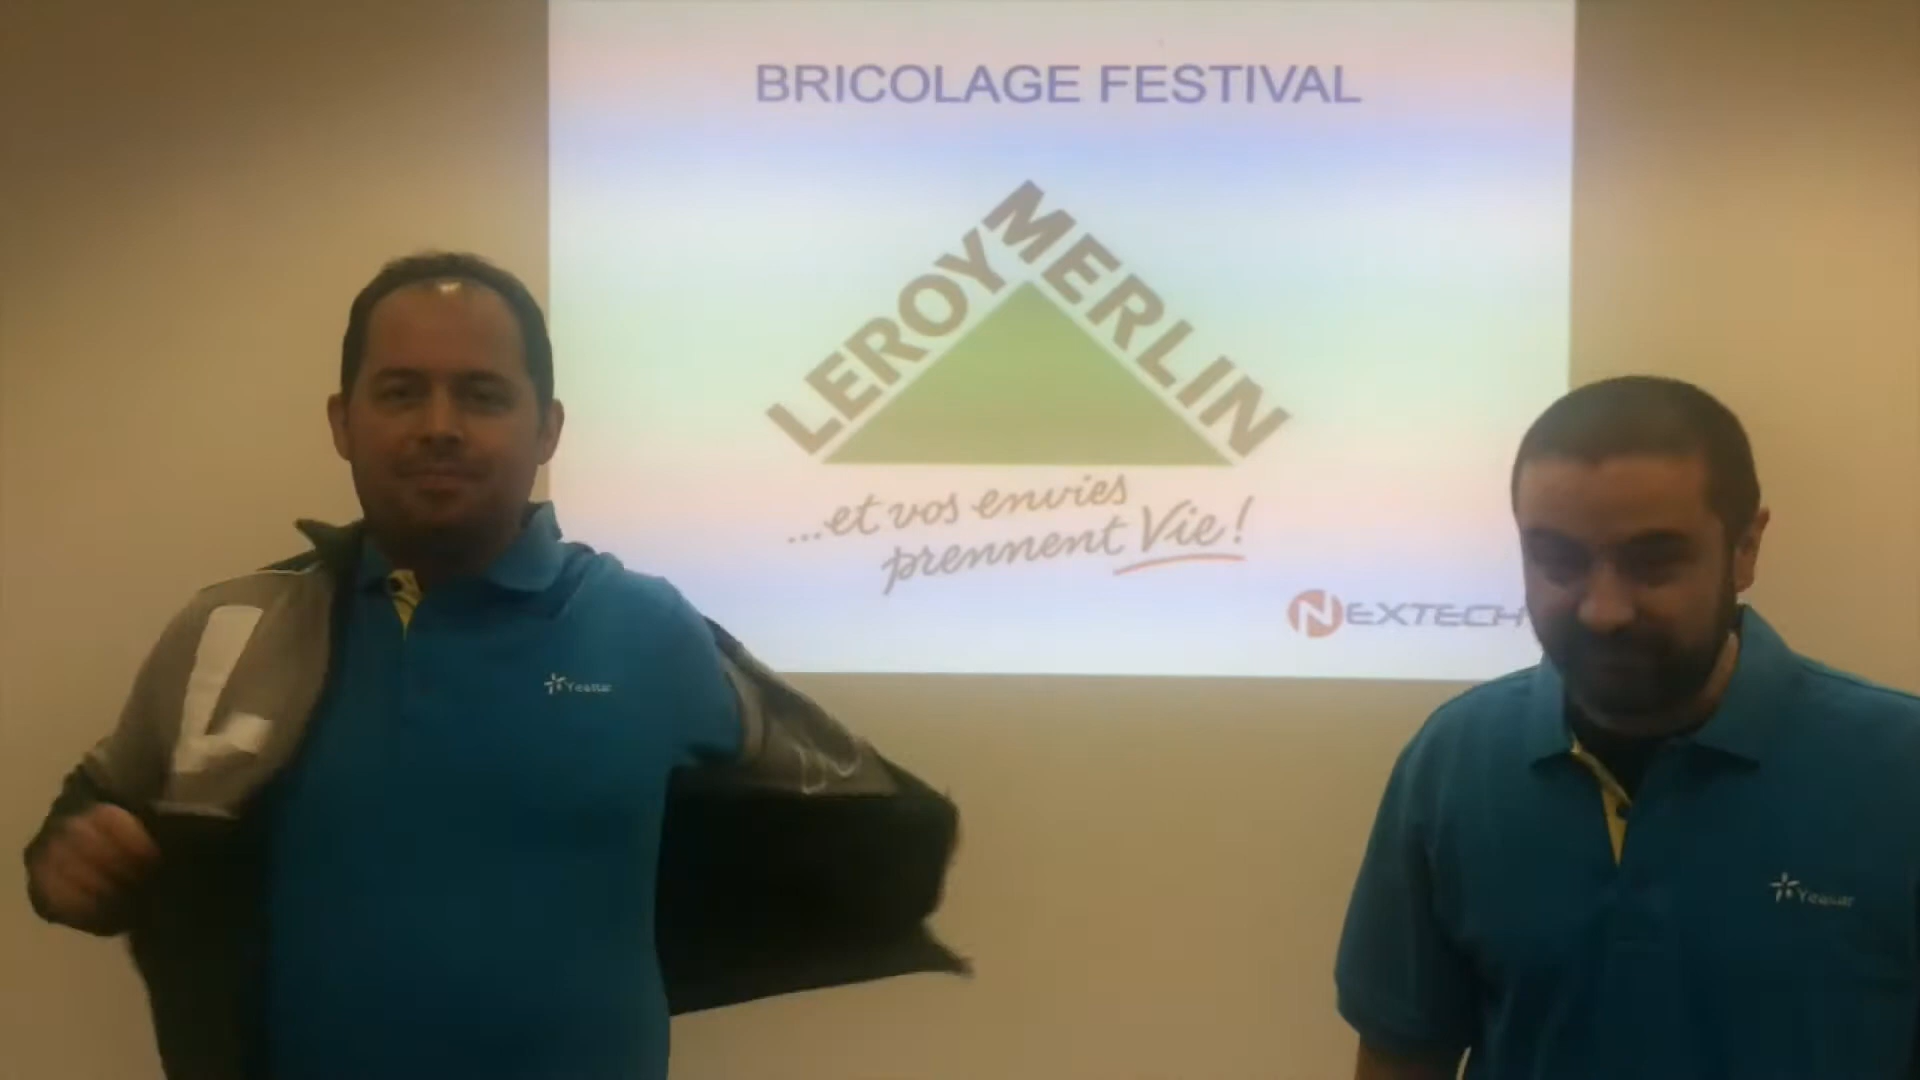 BRICOLAGE FESTIVAL
LEROY MERLIN
...et vos envies
prennent Vie!
NEXTECH
Yeastar
Yeastar